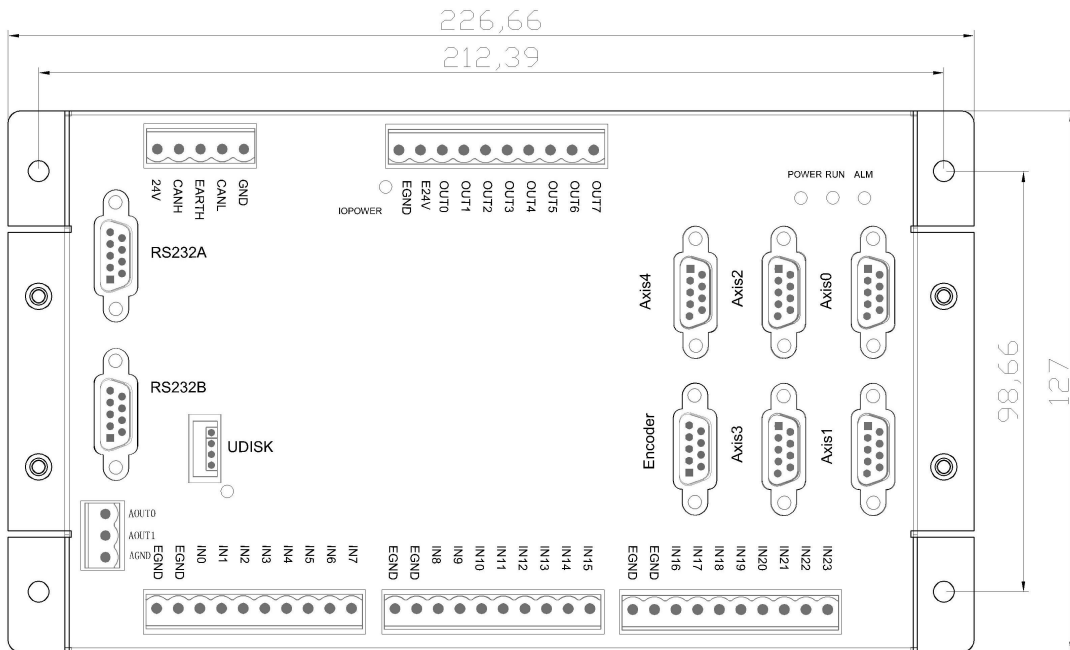 226,66
212,39
24V
CANH
EARTH
CANL
GND
IOPOWER
EGND
E24V
OUT0
OUT1
OUT2
OUT3
OUT4
OUT5
OUT6
OUT7
POWER RUN ALM
RS232A
Axis4
Axis2
Axis0
RS232B
UDISK
Encoder
Axis3
Axis1
98,66
127
AOUT0
AOUT1
AGND
EGND
EGND
IN0
IN1
IN2
IN3
IN4
IN5
IN6
IN7
EGND
EGND
IN8
IN9
IN10
IN11
IN12
IN13
IN14
IN15
EGND
EGND
IN16
IN17
IN18
IN19
IN20
IN21
IN22
IN23